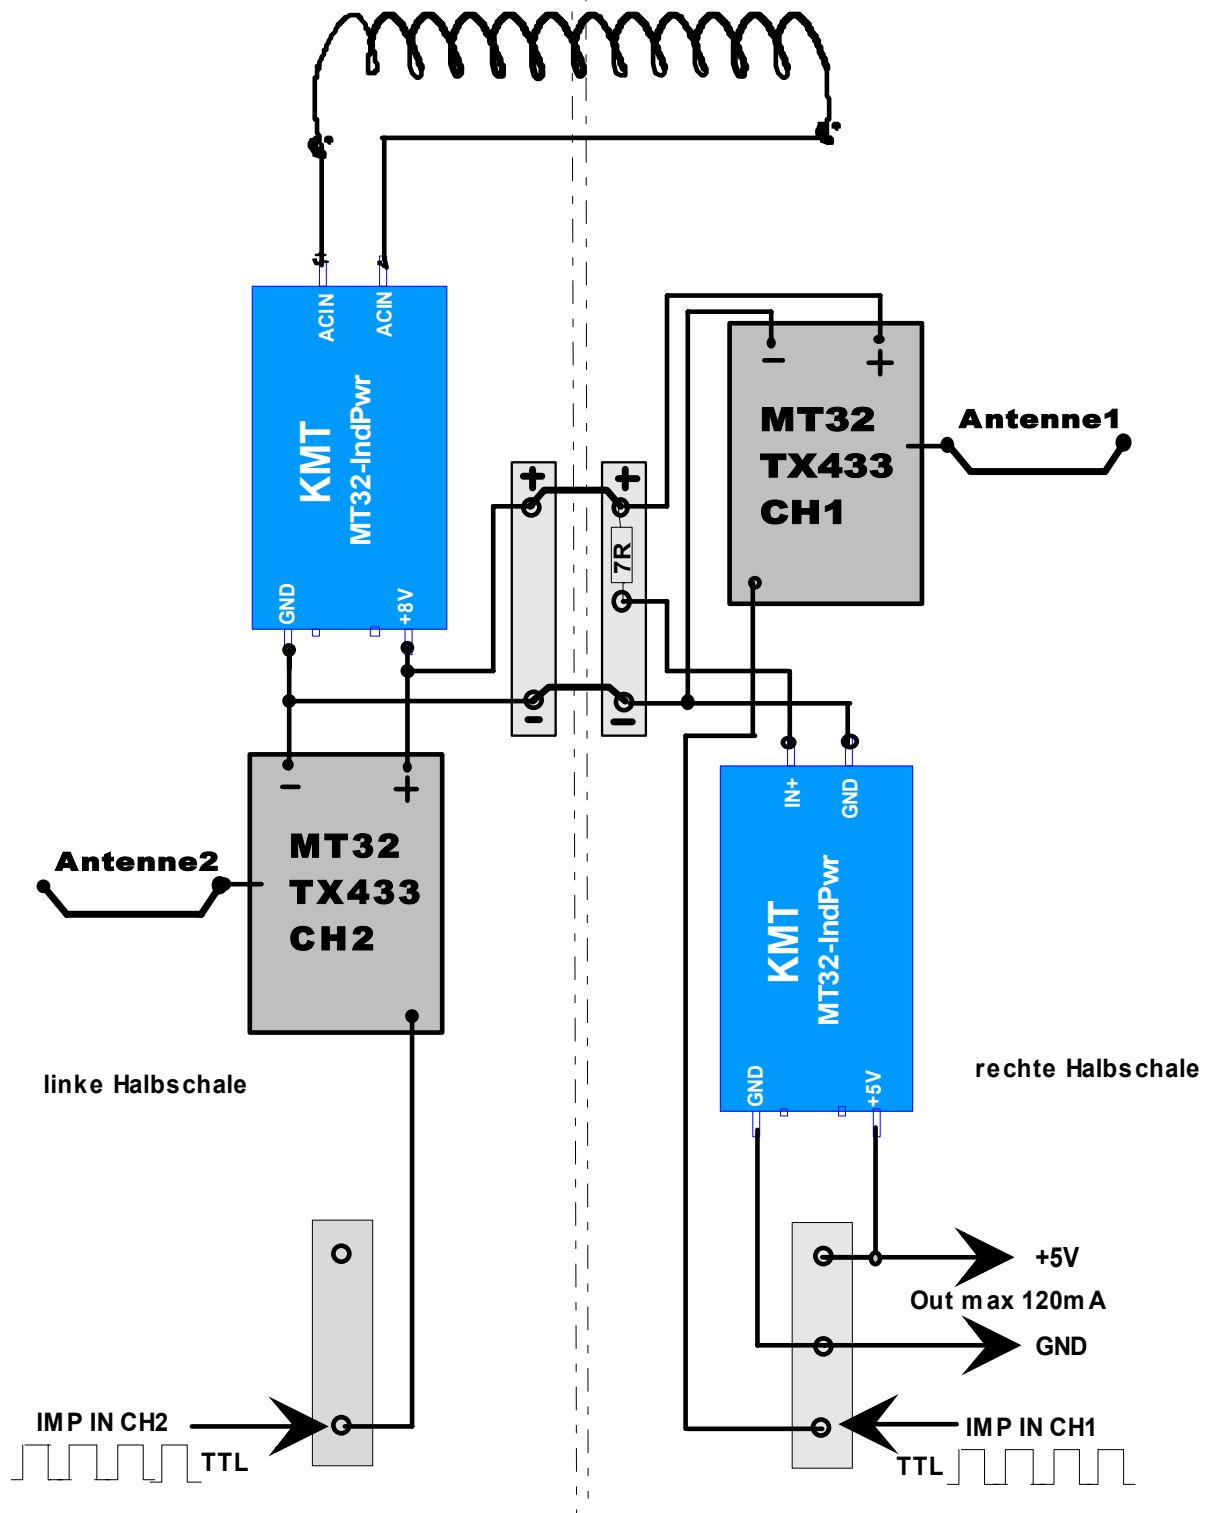 ACIN
ACIN
KMT
MT32-IndPwr
GND
+8V
+
-
+
7R
-
-
+
MT32
TX433
CH1
Antenne1
-
+
MT32
TX433
CH2
Antenne2
IN+
GND
KMT
MT32-IndPwr
GND
+5V
linke Halbschale
rechte Halbschale
+5V
Out max 120mA
GND
IMP IN CH2
TTL
IMP IN CH1
TTL